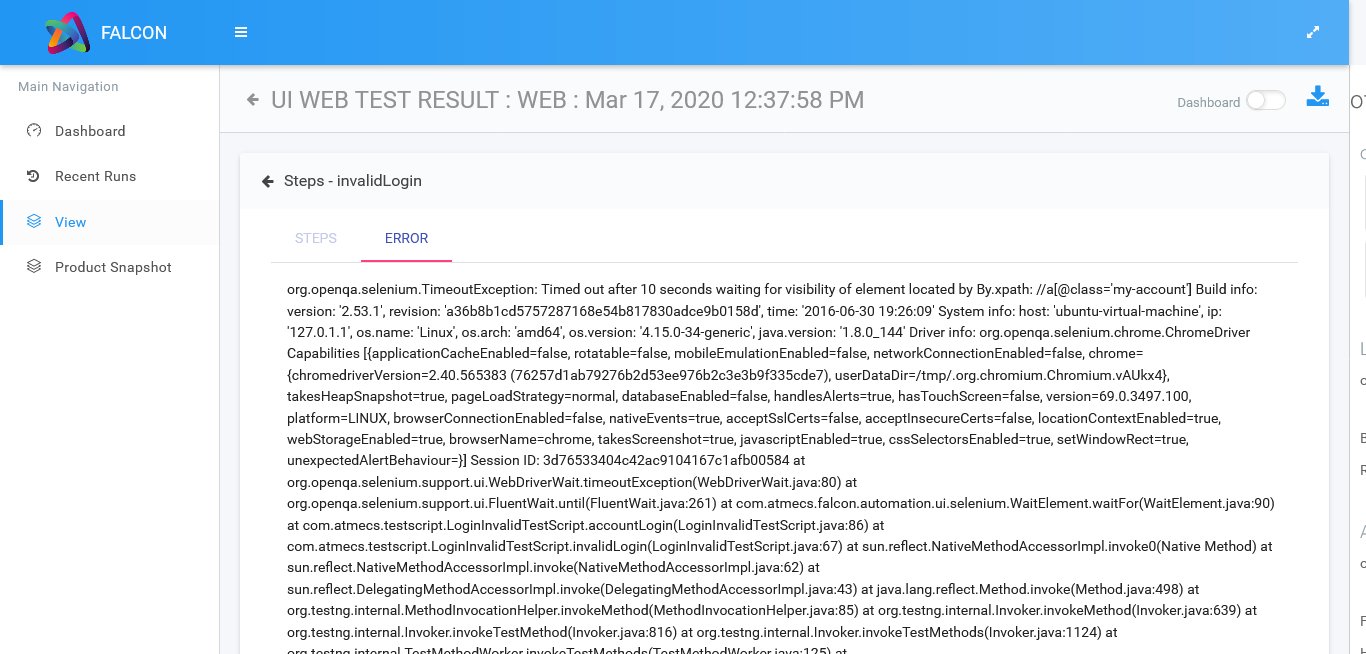 FALCON
Main Navigation
Dashboard
Recent Runs
View
Product Snapshot
UI WEB TEST RESULT : WEB : Mar 17, 2020 12:37:58 PM
Dashboard
Steps - invalidLogin
STEPS
ERROR
org.openqa.selenium.TimeoutException: Timed out after 10 seconds waiting for visibility of element located by By.xpath: //a[@class='my-account'] Build info:
version: '2.53.1', revision: 'a36b8b1cd5757287168e54b817830adce9b0158d', time: '2016-06-30 19:26:09' System info: host: 'ubuntu-virtual-machine', ip:
'127.0.1.1', os.name: 'Linux', os.arch: 'amd64', os.version: '4.15.0-34-generic', java.version: '1.8.0_144' Driver info: org.openqa.selenium.chrome.ChromeDriver
Capabilities [{applicationCacheEnabled=false, rotatable=false, mobileEmulationEnabled=false, networkConnectionEnabled=false, chrome=
{chromedriverVersion=2.40.565383 (76257d1ab79276b2d53ee976b2c3e3b9f335cde7), userDataDir=/tmp/.org.chromium.Chromium.vAUkx4},
takesHeapSnapshot=true, pageLoadStrategy=normal, databaseEnabled=false, handlesAlerts=true, hasTouchScreen=false, version=69.0.3497.100,
platform=LINUX, browserConnectionEnabled=false, nativeEvents=true, acceptSslCerts=false, acceptInsecureCerts=false, locationContextEnabled=true,
webStorageEnabled=true, browserName=chrome, takesScreenshot=true, javascriptEnabled=true, cssSelectorsEnabled=true, setWindowRect=true,
unexpectedAlertBehaviour=}] Session ID: 3d76533404c42ac9104167c1afb00584 at
org.openqa.selenium.support.ui.WebDriverWait.timeoutException(WebDriverWait.java:80) at
org.openqa.selenium.support.ui.FluentWait.until(FluentWait.java:261) at com.atmecs.falcon.automation.ui.selenium.WaitElement.waitFor(WaitElement.java:90)
at com.atmecs.testscript.LoginInvalidTestScript.accountLogin(LoginInvalidTestScript.java:86) at
com.atmecs.testscript.LoginInvalidTestScript.invalidLogin(LoginInvalidTestScript.java:67) at sun.reflect.NativeMethodAccessorImpl.invoke0(Native Method) at
sun.reflect.NativeMethodAccessorImpl.invoke(NativeMethodAccessorImpl.java:62) at
sun.reflect.DelegatingMethodAccessorImpl.invoke(DelegatingMethodAccessorImpl.java:43) at java.lang.reflect.Method.invoke(Method.java:498) at
org.testng.internal.MethodInvocationHelper.invokeMethod(MethodInvocationHelper.java:85) at org.testng.internal.Invoker.invokeMethod(Invoker.java:639) at
org.testng.internal.Invoker.invokeTestMethod(Invoker.java:816) at org.testng.internal.Invoker.invokeTestMethods(Invoker.java:1124) at
org.testng.internal.TestMethodWorker.invokeTestMethods(TestMethodWorker.java:125) at